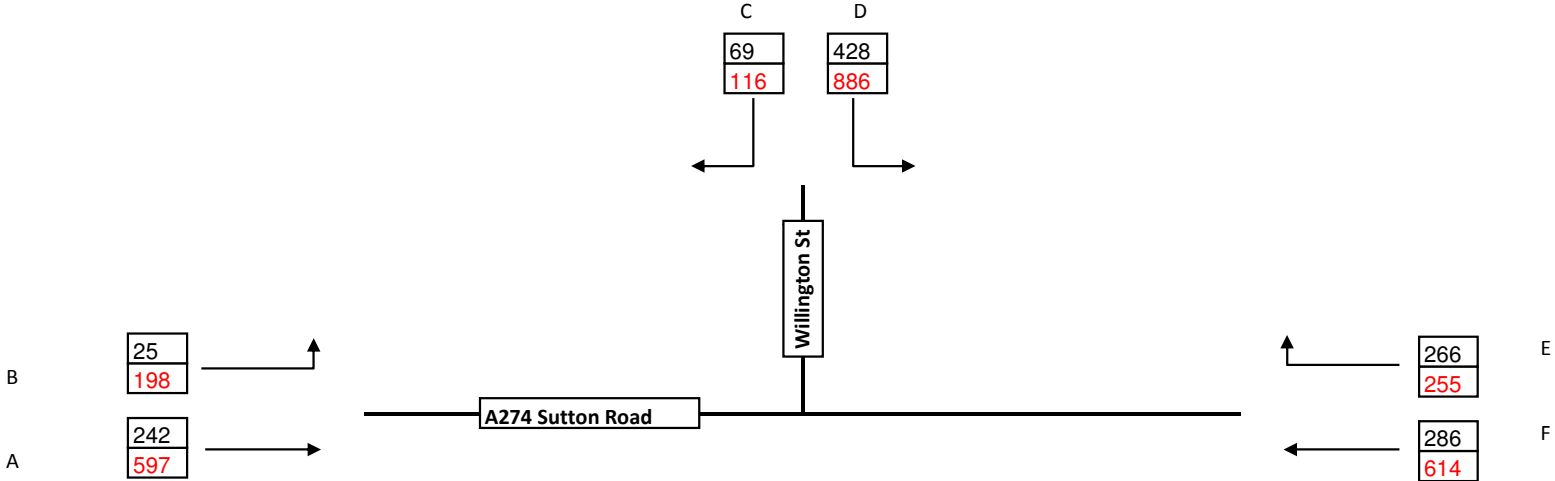 C D
69 428
116 886
Willington St
25 266 E
B 198 255
A274 Sutton Road
242 286 F
A 597 614